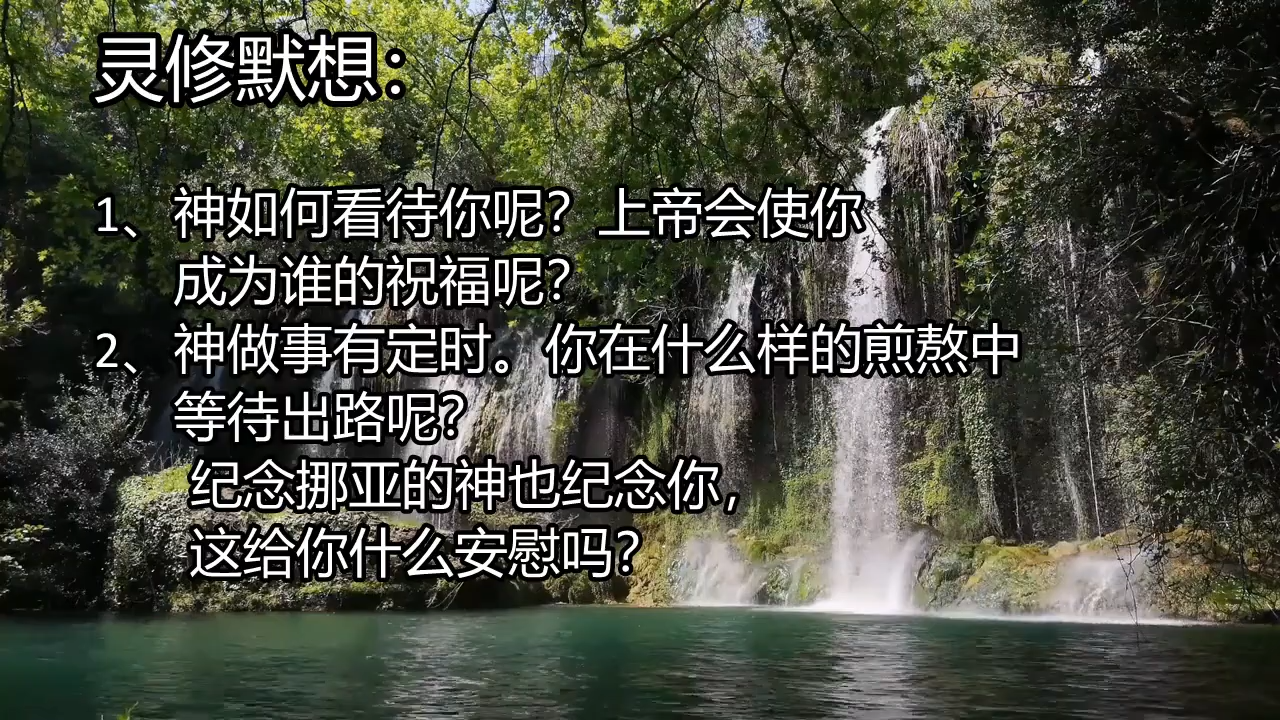 灵修默想：
1、神如何看待你呢？上帝会使你
成为谁的祝福呢？
2、神做事有定时。你在什么样的煎熬中
等待出路呢？
纪念挪亚的神也纪念你，
这给你什么安慰吗？